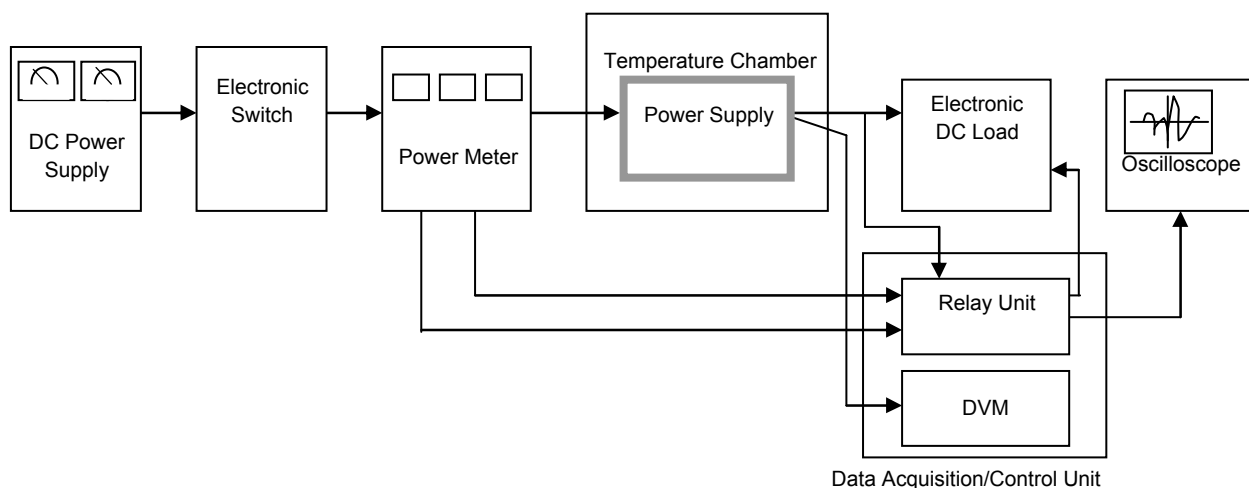 DC Power
Supply
Electronic
Switch
Power Meter
Temperature Chamber
Power Supply
Electronic
DC Load
Oscilloscope
Relay Unit
DVM
Data Acquisition/Control Unit